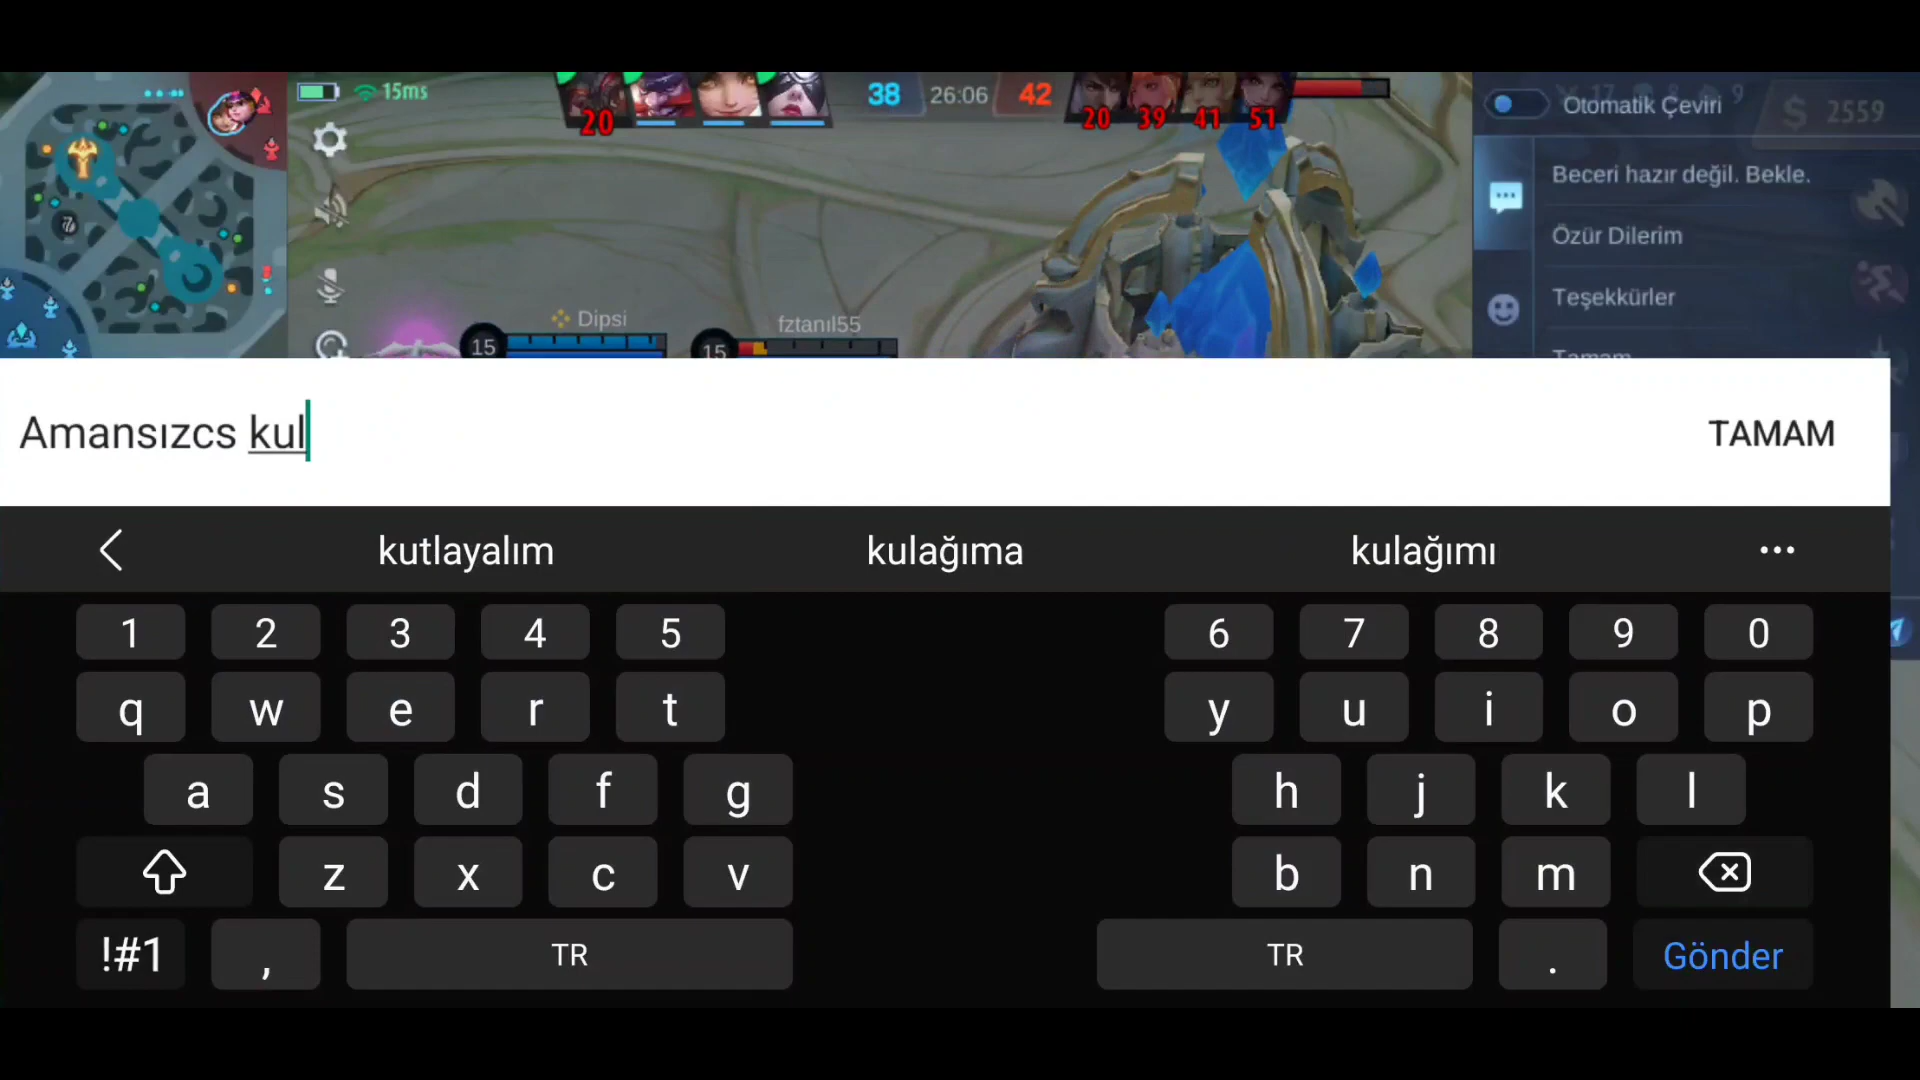 15ms
20
38 26:06 42
20 39 41 51
Otomatik Çeviri
2559
Beceri hazır değil. Bekle.
Özür Dilerim
Teşekkürler
Tamam
15 Dipsi
15 fztanıl55
Amansızcs kul
TAMAM
kutlayalım kulağıma kulağımı
1 2 3 4 5 6 7 8 9 0
q w e r t y u i o p
a s d f g h j k l
z x c v b n m
!#1 , TR TR . Gönder